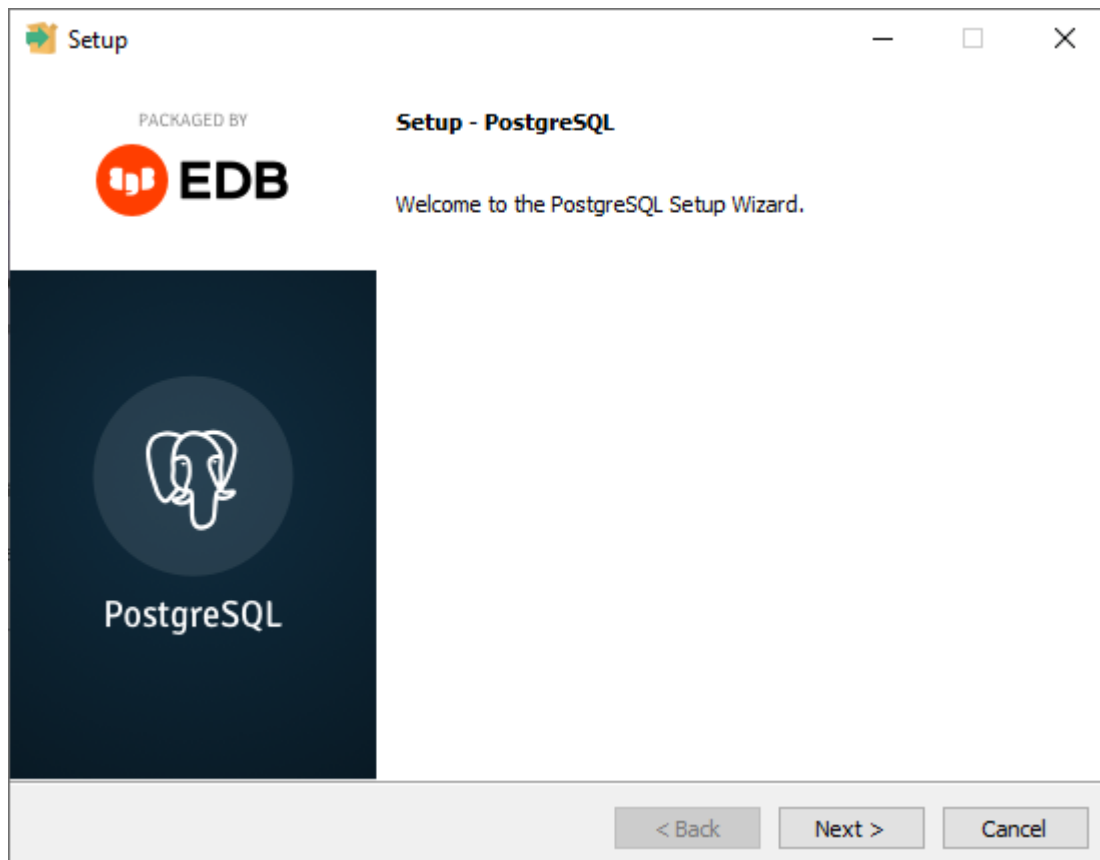 Setup
PACKAGED BY
EDB
Setup - PostgreSQL
Welcome to the PostgreSQL Setup Wizard.
PostgreSQL
< Back
Next >
Cancel